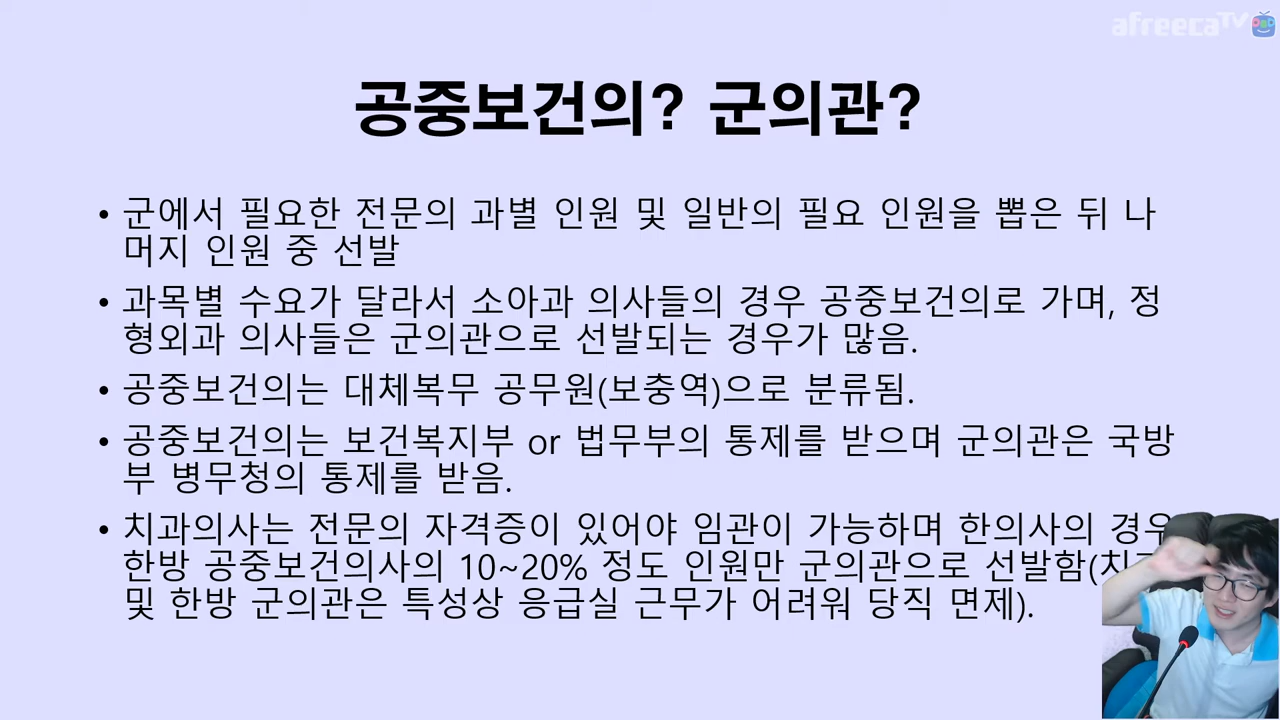 afreecaTV
공중보건의? 군의관?
• 군에서 필요한 전문의 과별 인원 및 일반의 필요 인원을 뽑은 뒤 나
머지 인원 중 선발
• 과목별 수요가 달라서 소아과 의사들의 경우 공중보건의로 가며, 정
형외과 의사들은 군의관으로 선발되는 경우가 많음.
• 공중보건의는 대체복무 공무원(보충역)으로 분류됨.
• 공중보건의는 보건복지부 or 법무부의 통제를 받으며 군의관은 국방
부 병무청의 통제를 받음.
• 치과의사는 전문의 자격증이 있어야 임관이 가능하며 한의사의 경우
한방 공중보건의사의 10~20% 정도 인원만 군의관으로 선발함(
및 한방 군의관은 특성상 응급실 근무가 어려워 당직 면제).